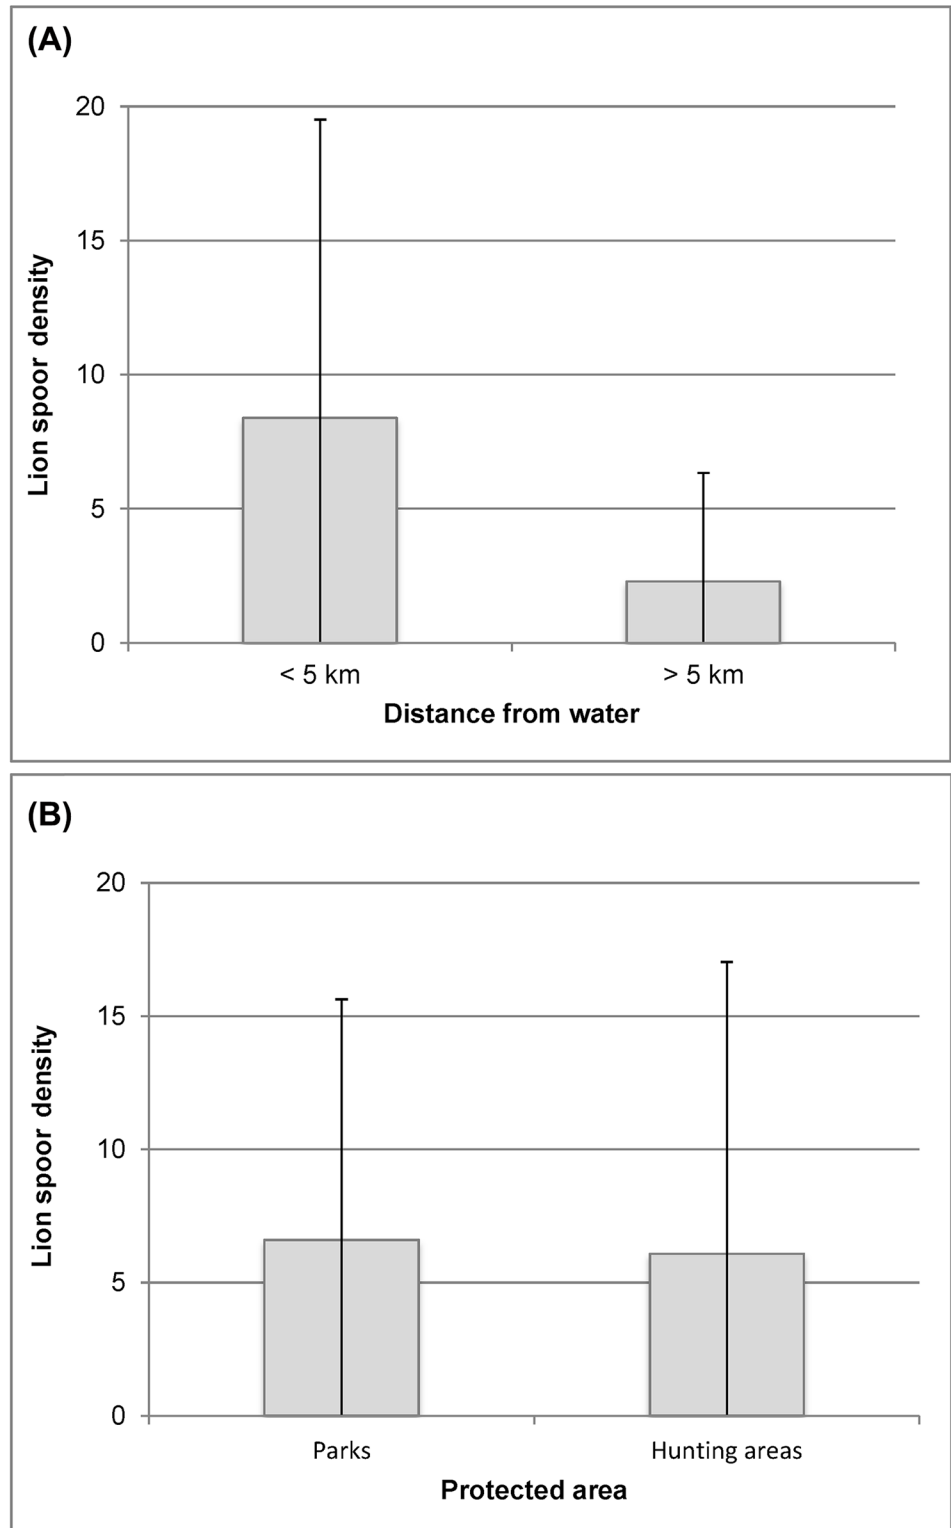 (A)
20
15
10
5
0
Lion spoor density
< 5 km
> 5 km
Distance from water
(B)
20
15
10
5
0
Lion spoor density
Parks
Hunting areas
Protected area